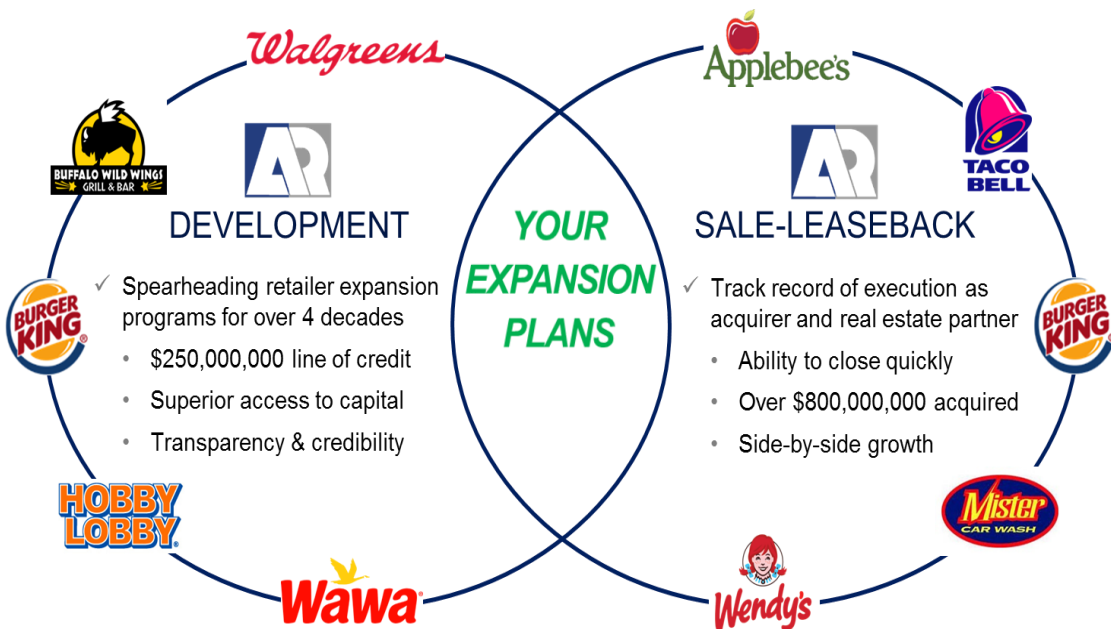 Walgreens
Applebee's
BUFFALO WILD WINGS
GRILL & BAR
AR
AR
TACO
BELL
DEVELOPMENT
YOUR
EXPANSION
PLANS
SALE-LEASEBACK
BURGER
KING
✓ Spearheading retailer expansion
programs for over 4 decades
• $250,000,000 line of credit
• Superior access to capital
• Transparency & credibility
✓ Track record of execution as
acquirer and real estate partner
• Ability to close quickly
• Over $800,000,000 acquired
• Side-by-side growth
BURGER
KING
HOBBY
LOBBY
Mister
CAR WASH
Wawa
Wendy's